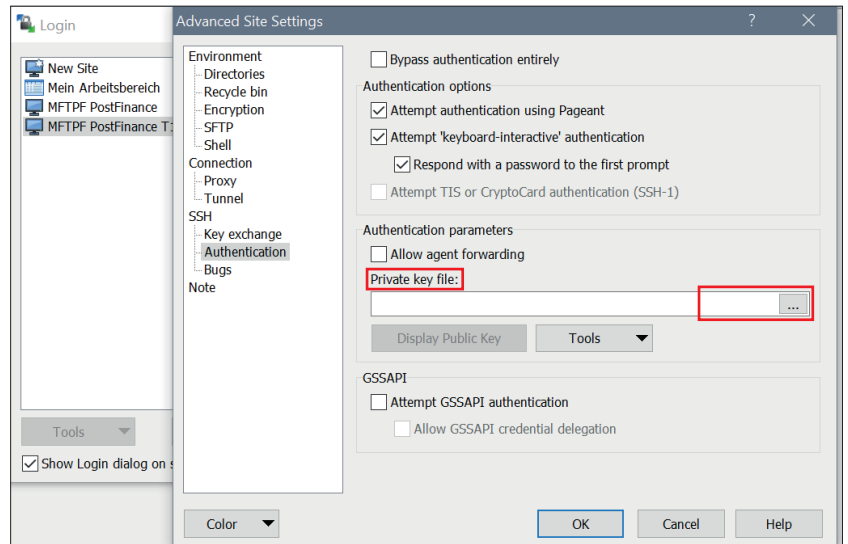 Login
New Site
Mein Arbeitsbereich
MFTPF PostFinance
MFTPF PostFinance
Tools
Show Login dialog on
Advanced Site Settings
?
Environment
Directories
Recycle bin
Encryption
SFTP
Shell
Connection
Proxy
Tunnel
SSH
Key exchange
Authentication
Bugs
Note
Bypass authentication entirely
Authentication options
Attempt authentication using Pageant
Attempt 'keyboard-interactive' authentication
Respond with a password to the first prompt
Attempt TIS or CryptoCard authentication (SSH-1)
Authentication parameters
Allow agent forwarding
Private key file:
...
Display Public Key
Tools
GSSAPI
Attempt GSSAPI authentication
Allow GSSAPI credential delegation
Color
OK
Cancel
Help